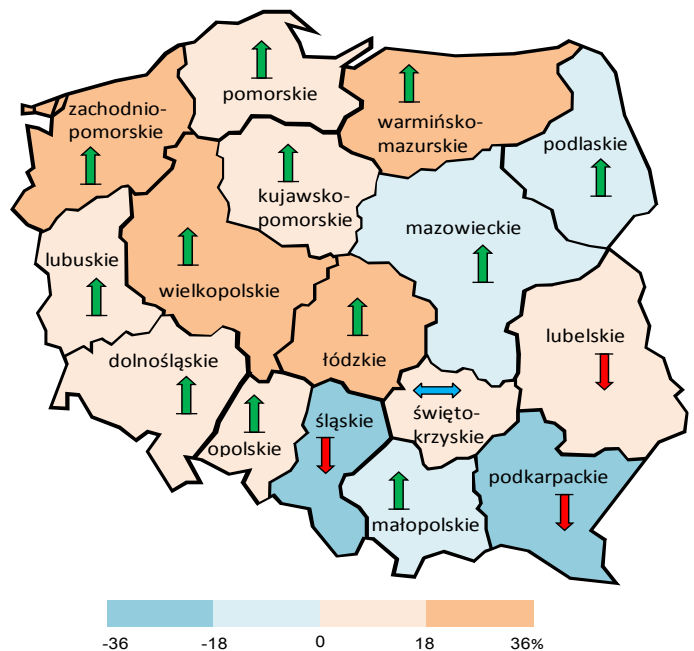 pomorskie
zachodnio-
pomorskie
warmińsko-
mazurskie
podlaskie
kujawsko-
pomorskie
mazowieckie
lubuskie
wielkopolskie
łódzkie
lubelskie
dolnośląskie
opolskie
śląskie
święto-
krzyskie
podkarpackie
małopolskie
-36 -18 0 18 36%